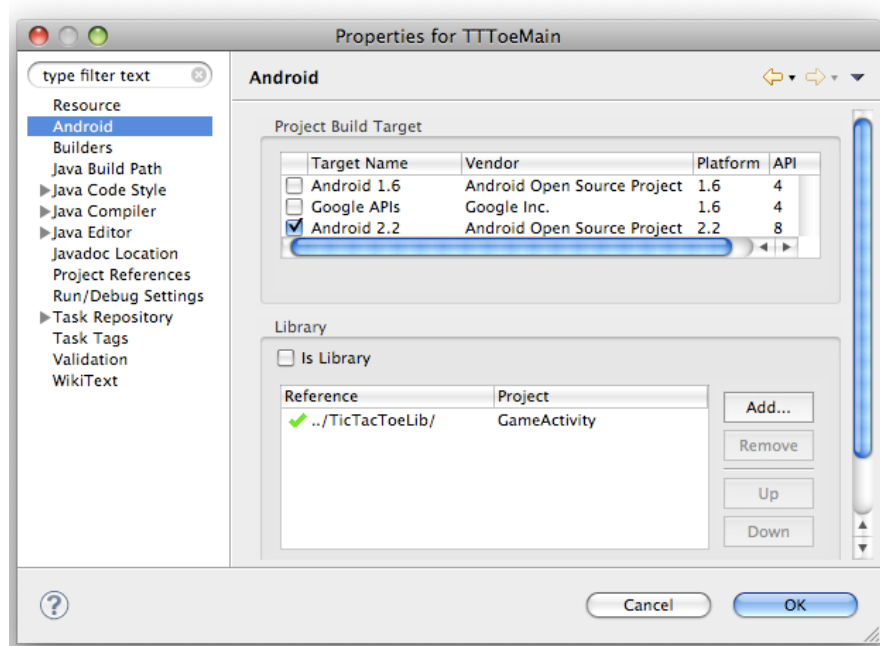 Properties for TTToeMain
type filter text
Resource
Android
Builders
Java Build Path
Java Code Style
Java Compiler
Java Editor
Javadoc Location
Project References
Run/Debug Settings
Task Repository
Task Tags
Validation
WikiText
Android
Project Build Target
Target Name Vendor Platform API
Android 1.6 Android Open Source Project 1.6 4
Google APIs Google Inc. 1.6 4
Android 2.2 Android Open Source Project 2.2 8
Library
Is Library
Reference Project
../TicTacToeLib/ GameActivity
Add...
Remove
Up
Down
?
Cancel OK